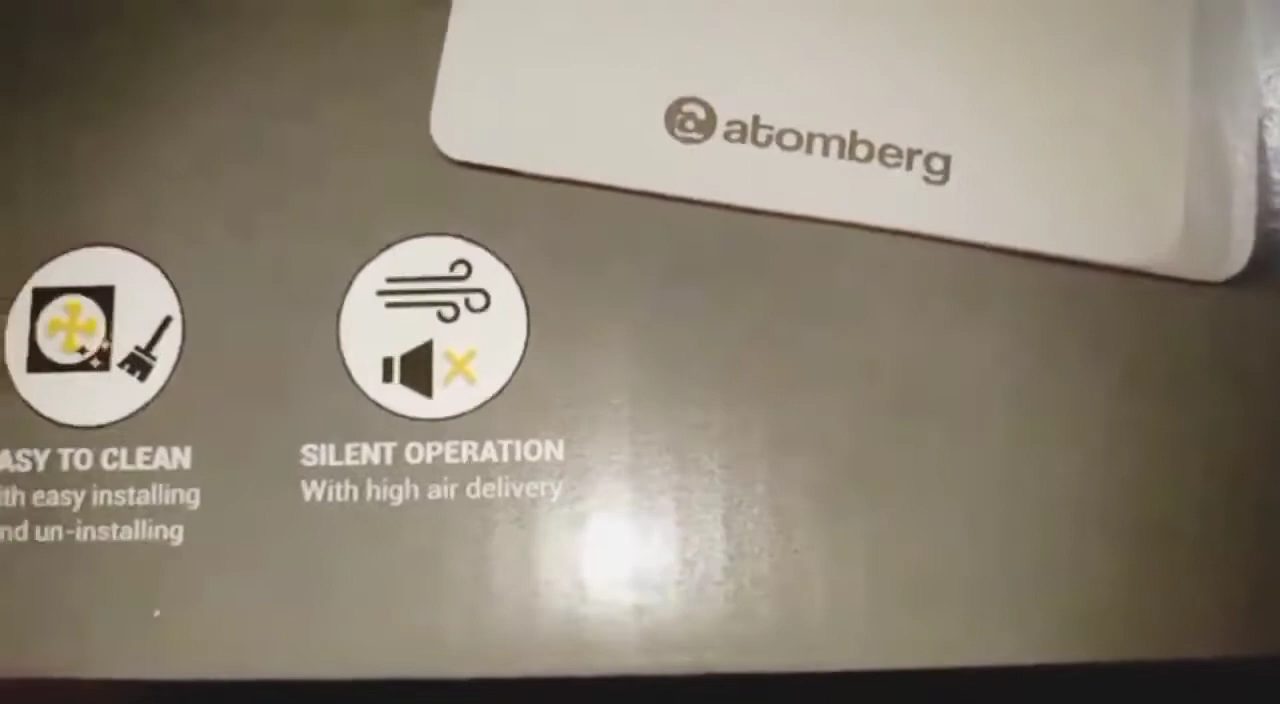 atomberg
ASY TO CLEAN
ith easy installing
nd un-installing
SILENT OPERATION
With high air delivery